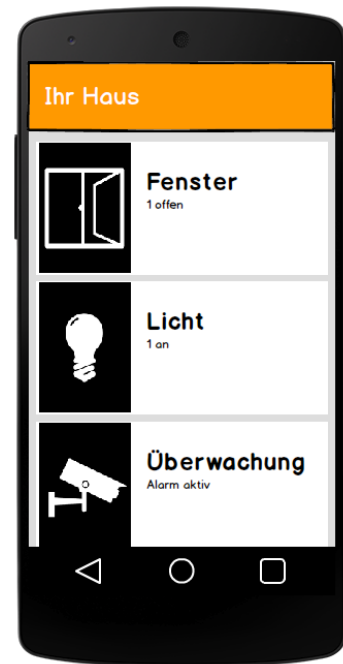 Ihr Haus
Fenster
1 offen
Licht
1 an
Überwachung
Alarm aktiv